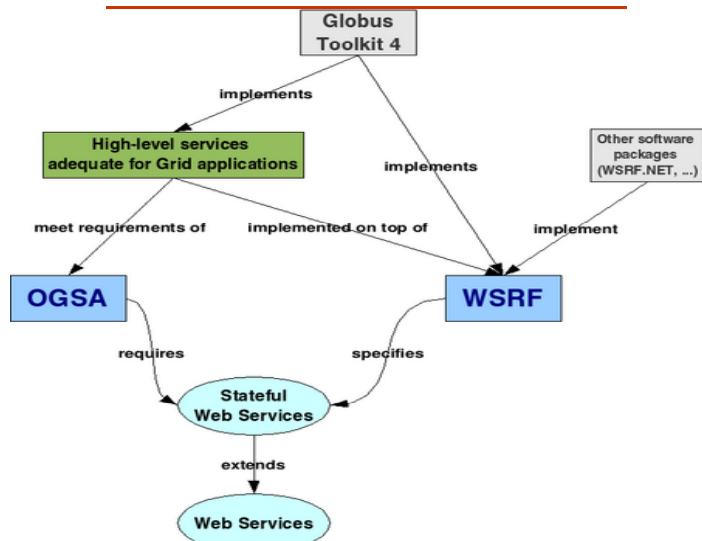 Globus
Toolkit 4
implements
High-level services
adequate for Grid applications
Other software
packages
(WSRF.NET, ...)
implements
meet requirements of
implemented on top of
implement
OGSA
WSRF
requires
specifies
Stateful
Web Services
extends
Web Services